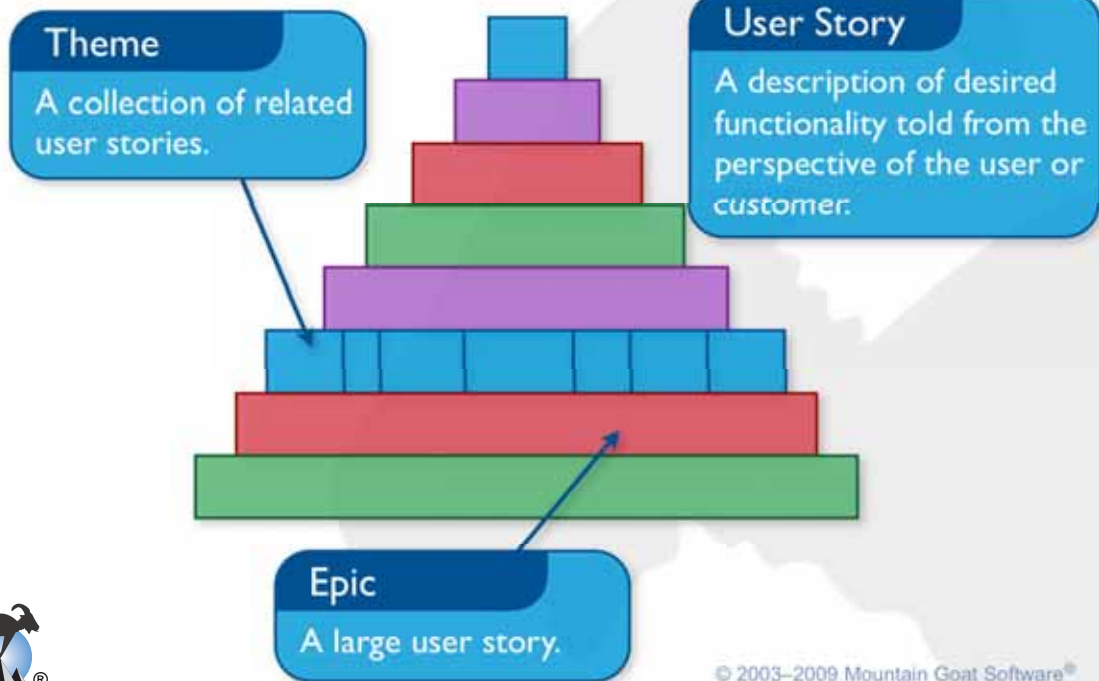 Theme
A collection of related
user stories.
User Story
A description of desired
functionality told from the
perspective of the user or
customer.
Epic
A large user story.
®
© 2003–2009 Mountain Goat Software®